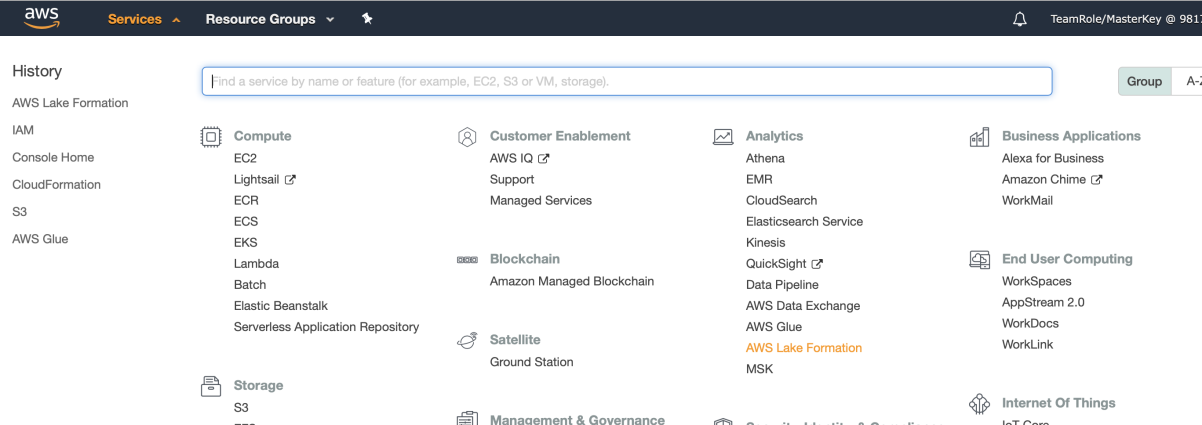 aws
Services
Resource Groups
TeamRole/MasterKey @ 981
History
AWS Lake Formation
IAM
Console Home
CloudFormation
S3
AWS Glue
Find a service by name or feature (for example, EC2, S3 or VM, storage).
Group
A-Z
Compute
EC2
Lightsail
ECR
ECS
EKS
Lambda
Batch
Elastic Beanstalk
Serverless Application Repository
Storage
S3
Customer Enablement
AWS IQ
Support
Managed Services
Blockchain
Amazon Managed Blockchain
Satellite
Ground Station
Management & Governance
Analytics
Athena
EMR
CloudSearch
Elasticsearch Service
Kinesis
QuickSight
Data Pipeline
AWS Data Exchange
AWS Glue
AWS Lake Formation
MSK
Business Applications
Alexa for Business
Amazon Chime
WorkMail
End User Computing
WorkSpaces
AppStream 2.0
WorkDocs
WorkLink
Internet Of Things
IoT Core